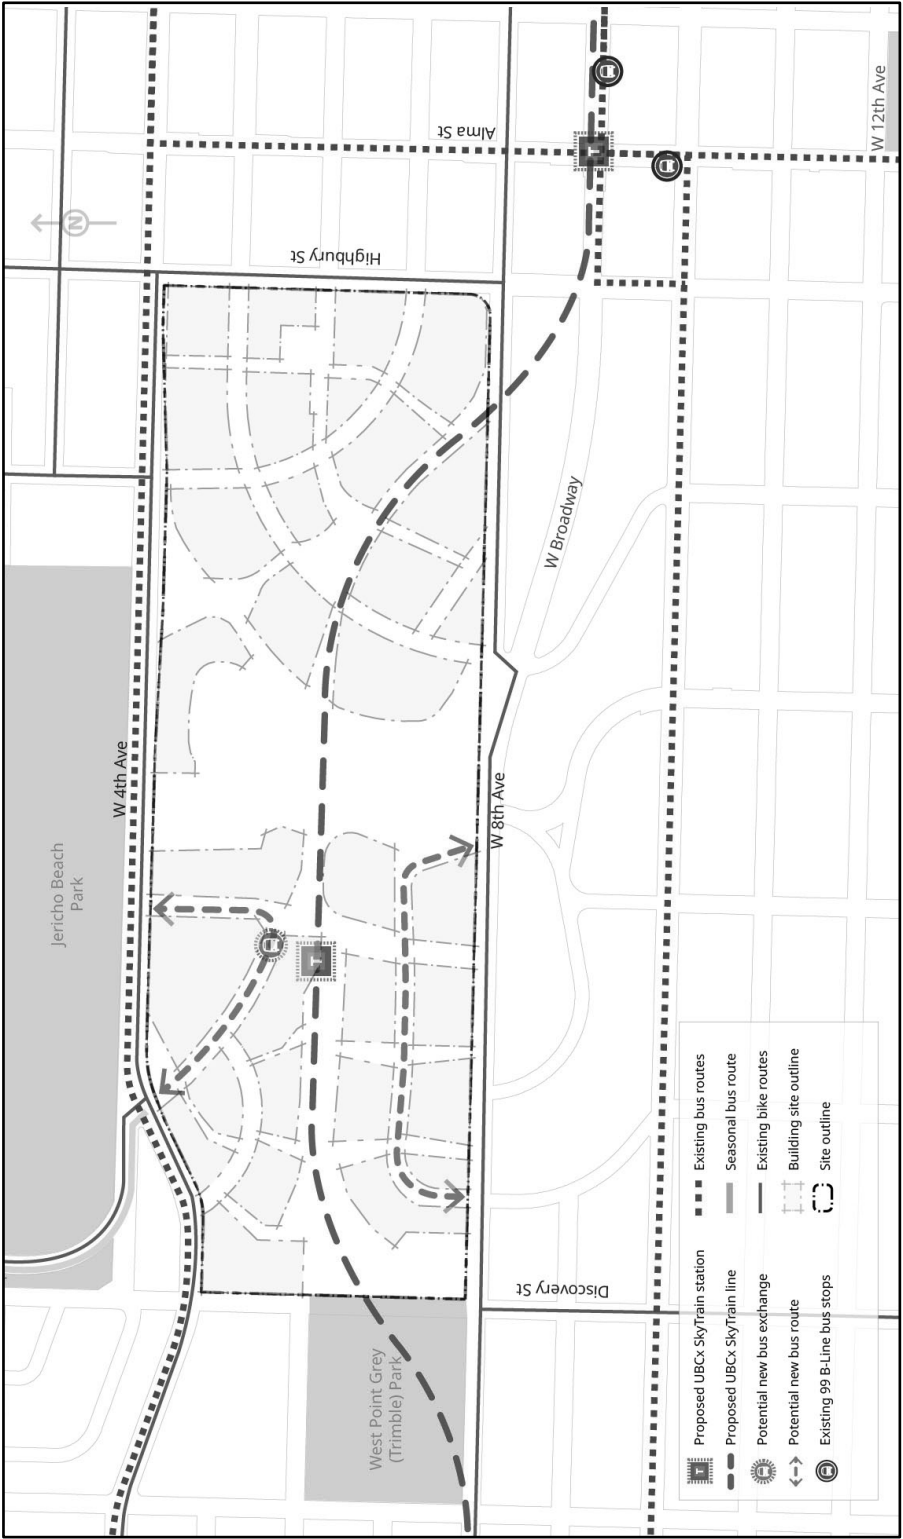 Jericho Beach
Park
W 4th Ave
N
Highbury St
Alma St
W 8th Ave
W Broadway
W 12th Ave
West Point Grey
(Trimble) Park
Discovery St
T
T
T Proposed UBCx SkyTrain station
Proposed UBCx SkyTrain line
Potential new bus exchange
Potential new bus route
Existing 99 B-Line bus stops
Existing bus routes
Seasonal bus route
Existing bike routes
Building site outline
Site outline